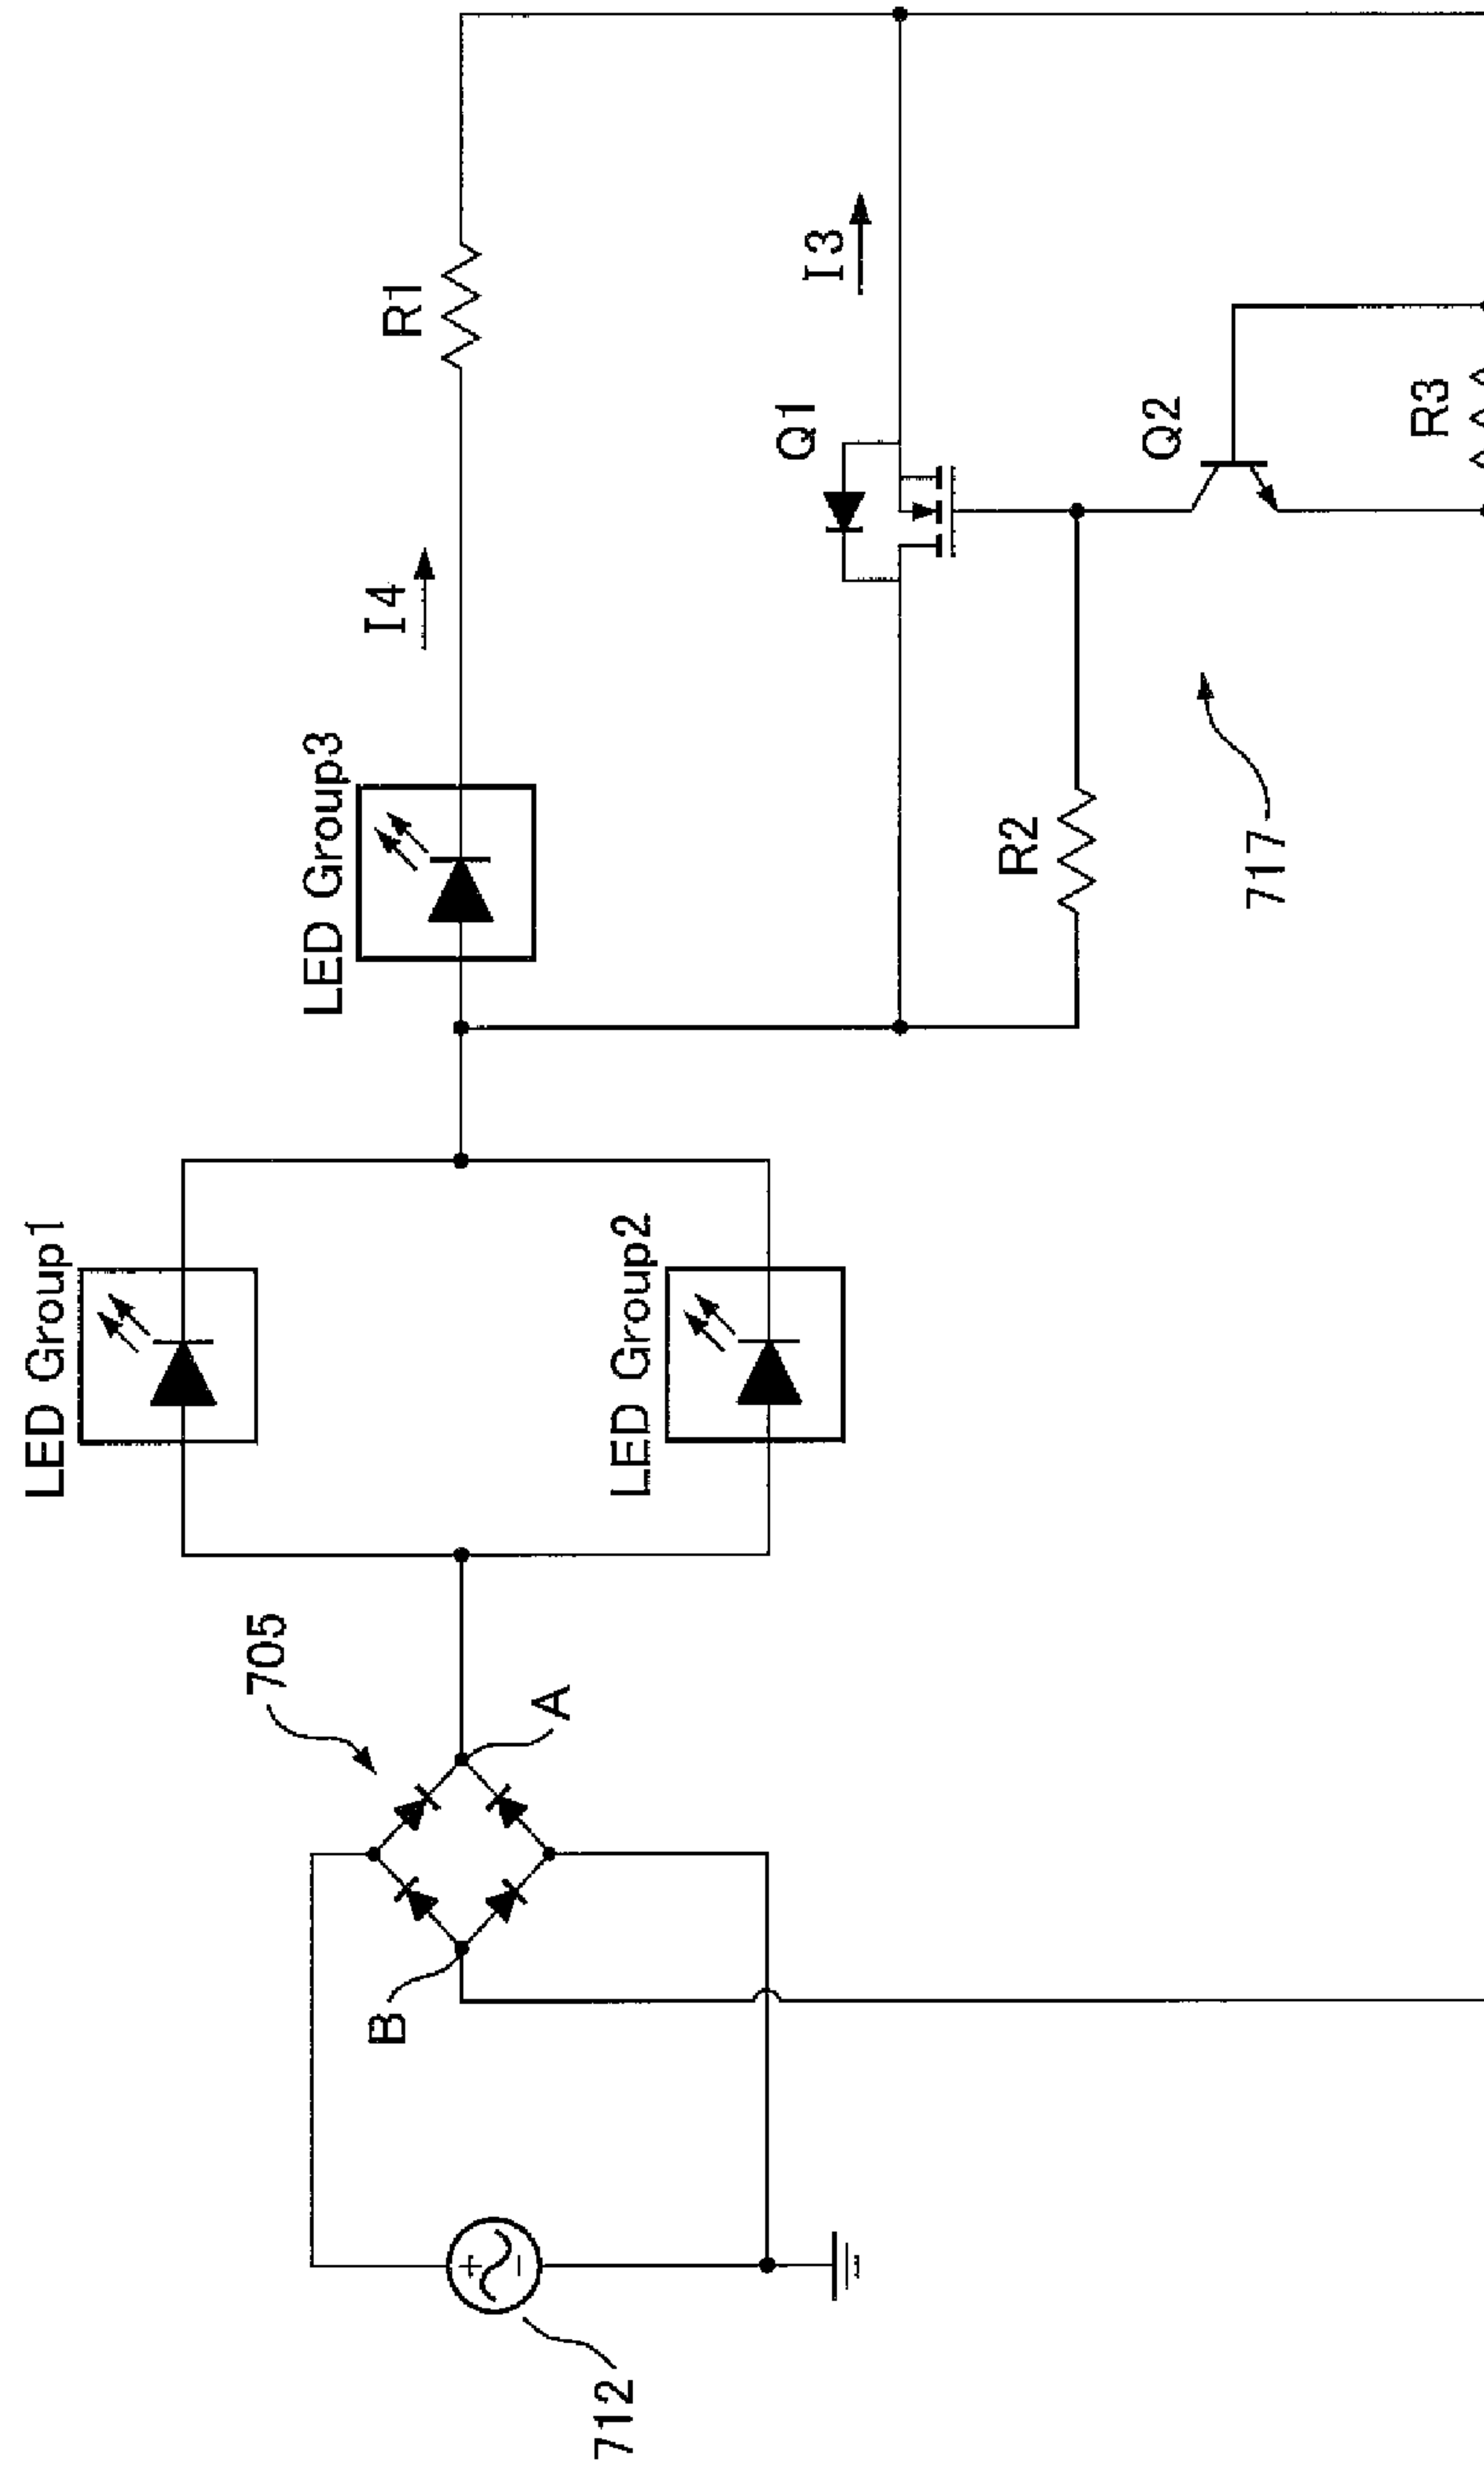 LED Group1
LED Group2
LED Group3
I4
R1
Q1
I3
R2
Q2
R3
717
705
A
B
712
+
−